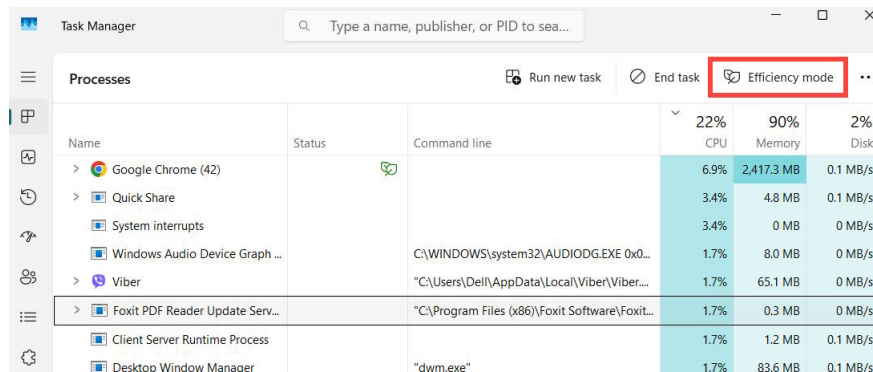 Task Manager
Type a name, publisher, or PID to sea...
Processes
Run new task
End task
Efficiency mode
22% 90% 2%
Name Status Command line CPU Memory Disk
Google Chrome (42) 6.9% 2,417.3 MB 0.1 MB/s
Quick Share 3.4% 4.8 MB 0.1 MB/s
System interrupts 3.4% 0 MB 0 MB/s
Windows Audio Device Graph ... C:\WINDOWS\system32\AUDIODG.EXE 0x0... 1.7% 8.0 MB 0 MB/s
Viber "C:\Users\Dell\AppData\Local\Viber\Viber.... 1.7% 65.1 MB 0 MB/s
Foxit PDF Reader Update Serv... "C:\Program Files (x86)\Foxit Software\Foxit... 1.7% 0.3 MB 0 MB/s
Client Server Runtime Process 1.7% 1.2 MB 0.1 MB/s
Desktop Window Manager "dwm.exe" 1.7% 83.6 MB 0.1 MB/s